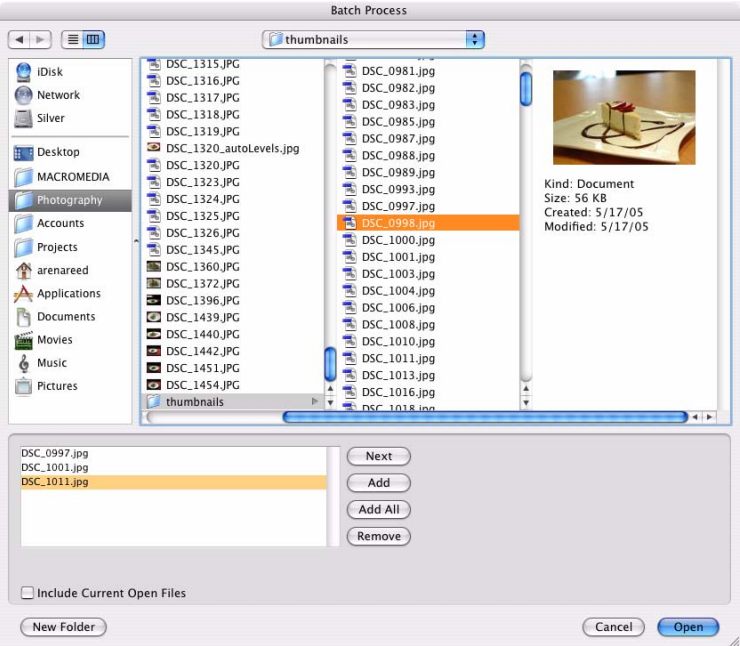 Batch Process
thumbnails
iDisk
Network
Silver
Desktop
MACROMEDIA
Photography
Accounts
Projects
arenareed
Applications
Documents
Movies
Music
Pictures
DSC_1315.JPG
DSC_1316.JPG
DSC_1317.JPG
DSC_1318.JPG
DSC_1319.JPG
DSC_1320_autoLevels.jpg
DSC_1320.JPG
DSC_1323.JPG
DSC_1324.JPG
DSC_1325.JPG
DSC_1326.JPG
DSC_1345.JPG
DSC_1360.JPG
DSC_1372.JPG
DSC_1396.JPG
DSC_1439.JPG
DSC_1440.JPG
DSC_1442.JPG
DSC_1451.JPG
DSC_1454.JPG
thumbnails
DSC_0981.jpg
DSC_0982.jpg
DSC_0983.jpg
DSC_0985.jpg
DSC_0987.jpg
DSC_0988.jpg
DSC_0989.jpg
DSC_0993.jpg
DSC_0997.jpg
DSC_0998.jpg
DSC_1000.jpg
DSC_1001.jpg
DSC_1003.jpg
DSC_1004.jpg
DSC_1006.jpg
DSC_1008.jpg
DSC_1010.jpg
DSC_1011.jpg
DSC_1013.jpg
DSC_1016.jpg
DSC_1018.jpg
Kind: Document
Size: 56 KB
Created: 5/17/05
Modified: 5/17/05
DSC_0997.jpg
DSC_1001.jpg
DSC_1011.jpg
Next
Add
Add All
Remove
Include Current Open Files
New Folder
Cancel
Open